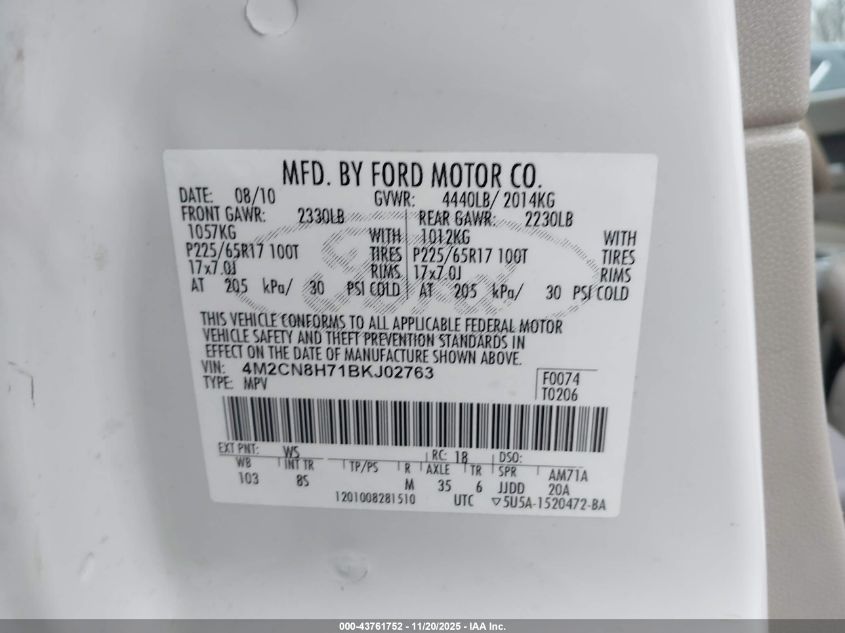 MFD. BY FORD MOTOR CO.
DATE: 08/10 GVWR: 4440LB/ 2014KG
FRONT GAWR: 2330LB REAR GAWR: 2230LB
1057KG WITH 1012KG WITH
P225/65R17 100T TIRES P225/65R17 100T TIRES
17x7.0J RIMS 17x7.0J RIMS
AT 205 kPa/ 30 PSI COLD AT 205 kPa/ 30 PSI COLD
THIS VEHICLE CONFORMS TO ALL APPLICABLE FEDERAL MOTOR
VEHICLE SAFETY AND THEFT PREVENTION STANDARDS IN
EFFECT ON THE DATE OF MANUFACTURE SHOWN ABOVE.
VIN: 4M2CN8H71BKJ02763 F0074
TYPE: MPV T0206
EXT PNT: WS RC: 18 DSO:
WB INT TR TP/PS R AXLE TR SPR AM71A
103 8S M 35 6 JJDD 20A
1201008281510 UTC ▽5U5A-1520472-BA
000-43761752 - 11/20/2025 - IAA Inc.